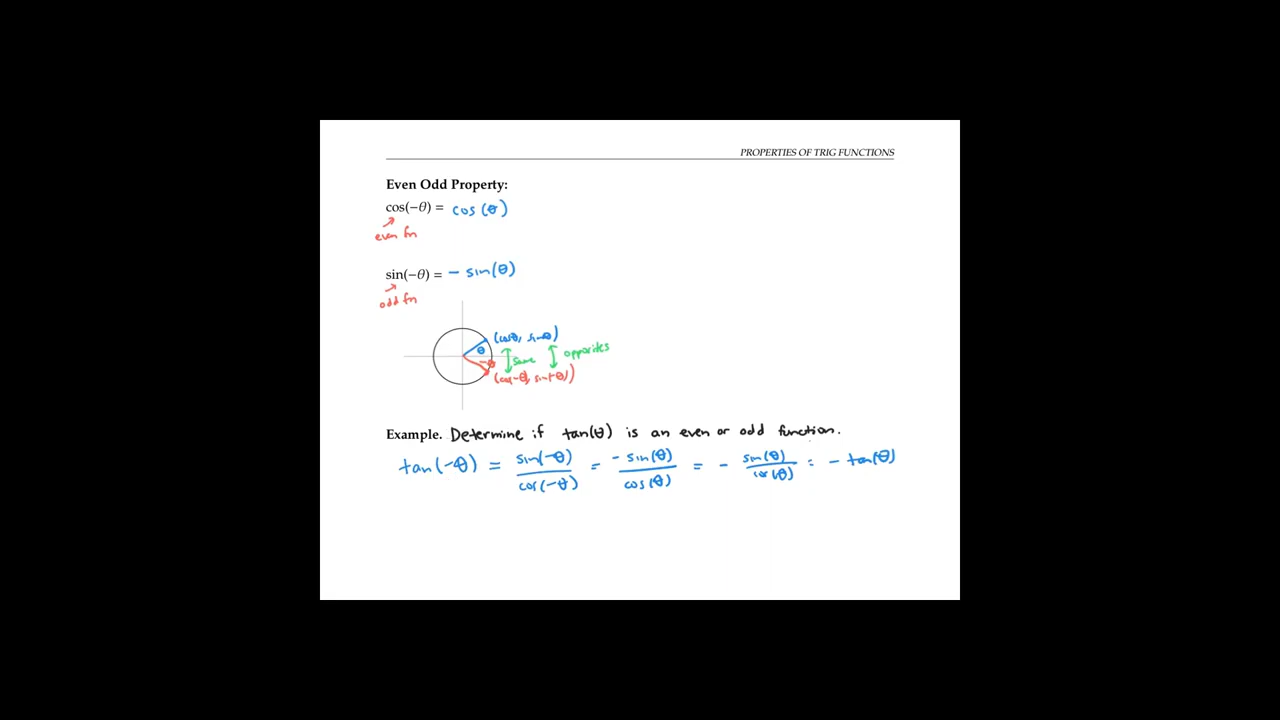 PROPERTIES OF TRIG FUNCTIONS
Even Odd Property:
cos(−θ) = cos(θ)
even fn
sin(−θ) = − sin(θ)
odd fn
(cosθ, sinθ)
θ
same opposites
−θ
(cos(−θ), sin(−θ))
Example. Determine if tan(θ) is an even or odd function.
tan(−θ) = sin(−θ)/cos(−θ) = − sin(θ)/cos(θ) = − sin(θ)/cos(θ) = − tan(θ)